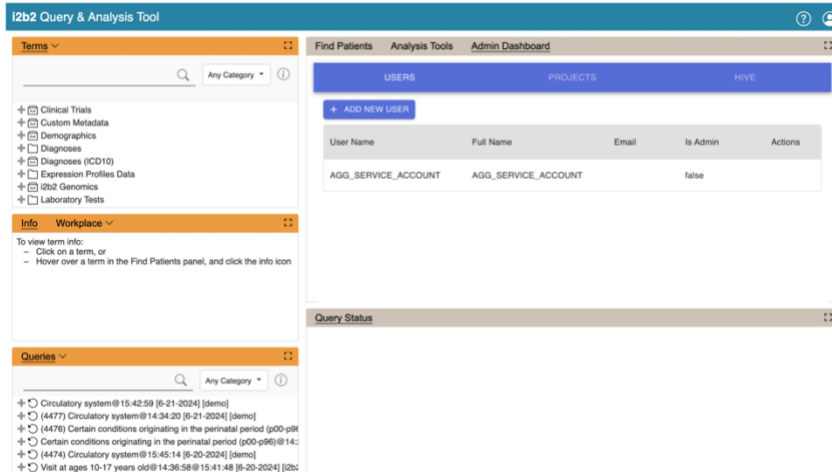 i2b2 Query & Analysis Tool
Terms
Any Category
Clinical Trials
Custom Metadata
Demographics
Diagnoses
Diagnoses (ICD10)
Expression Profiles Data
i2b2 Genomics
Laboratory Tests
Info Workplace
To view term info:
– Click on a term, or
– Hover over a term in the Find Patients panel, and click the info icon
Queries
Any Category
Circulatory system@15:42:59 [6-21-2024] [demo]
(4477) Circulatory system@14:34:20 [6-21-2024] [demo]
(4476) Certain conditions originating in the perinatal period (p00-p96
Certain conditions originating in the perinatal period (p00-p96)@14:
(4474) Circulatory system@15:45:14 [6-20-2024] [demo]
Visit at ages 10-17 years old@14:36:58@15:41:48 [6-20-2024] [i2b2
Find Patients Analysis Tools Admin Dashboard
USERS PROJECTS HIVE
+ ADD NEW USER
User Name Full Name Email Is Admin Actions
AGG_SERVICE_ACCOUNT AGG_SERVICE_ACCOUNT false
Query Status